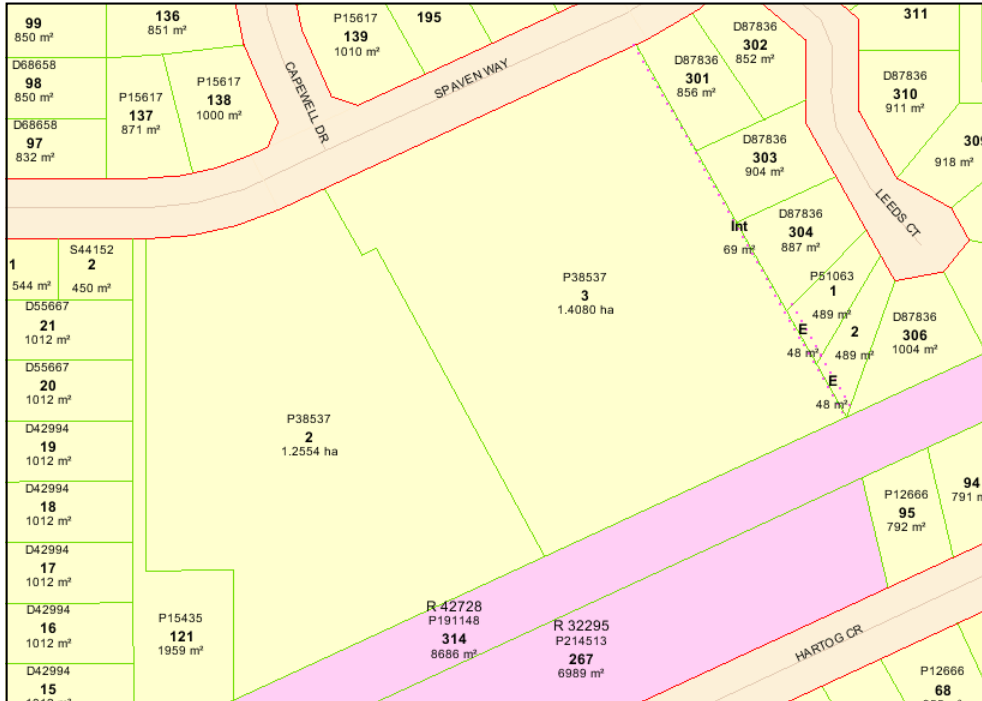 99
850 m²
136
851 m²
P15617
139
1010 m²
195
D87836
302
852 m²
311
D68658
98
850 m²
P15617
137
871 m²
P15617
138
1000 m²
CAPEWELL DR
SPAVEN WAY
D87836
301
856 m²
D87836
310
911 m²
D68658
97
832 m²
D87836
303
904 m²
309
918 m²
LEEDS CT
D87836
304
887 m²
Int
69 m²
1
544 m²
S44152
2
450 m²
P51063
1
489 m²
2
489 m²
D87836
306
1004 m²
E
48 m²
E
48 m²
P38537
3
1.4080 ha
D55667
21
1012 m²
D55667
20
1012 m²
D42994
19
1012 m²
P38537
2
1.2554 ha
D42994
18
1012 m²
D42994
17
1012 m²
D42994
16
1012 m²
D42994
15
P15435
121
1959 m²
R 42728
P191148
314
8686 m²
R 32295
P214513
267
6989 m²
P12666
95
792 m²
94
791 m
HARTOG CR
P12666
68